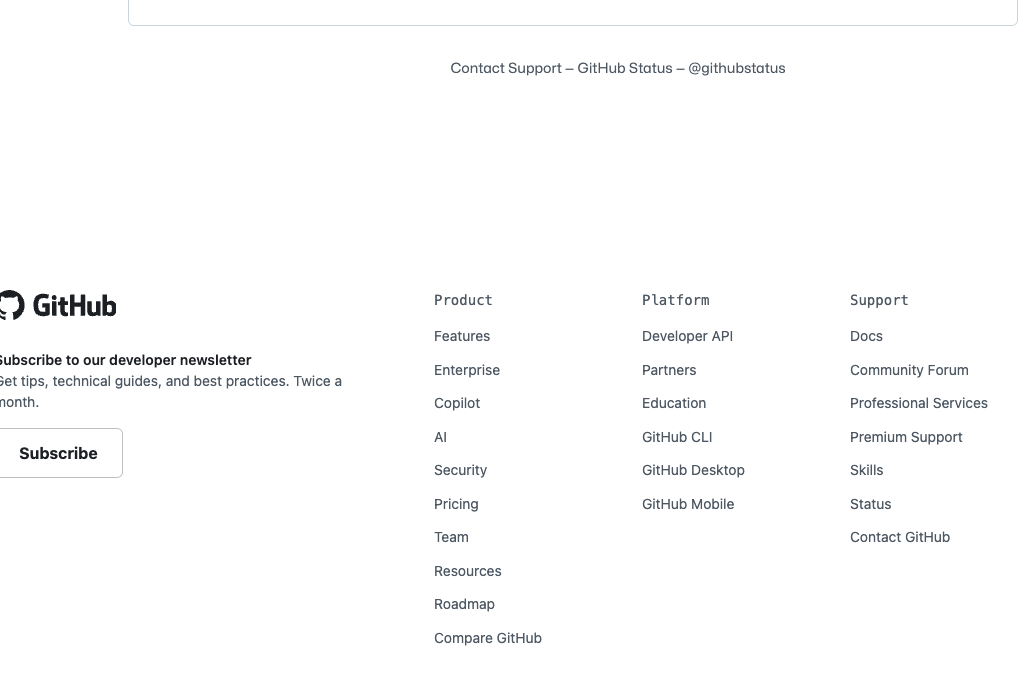 Contact Support — GitHub Status — @githubstatus
GitHub
Subscribe to our developer newsletter
Get tips, technical guides, and best practices. Twice a
month.
Subscribe
Product
Features
Enterprise
Copilot
AI
Security
Pricing
Team
Resources
Roadmap
Compare GitHub
Platform
Developer API
Partners
Education
GitHub CLI
GitHub Desktop
GitHub Mobile
Support
Docs
Community Forum
Professional Services
Premium Support
Skills
Status
Contact GitHub